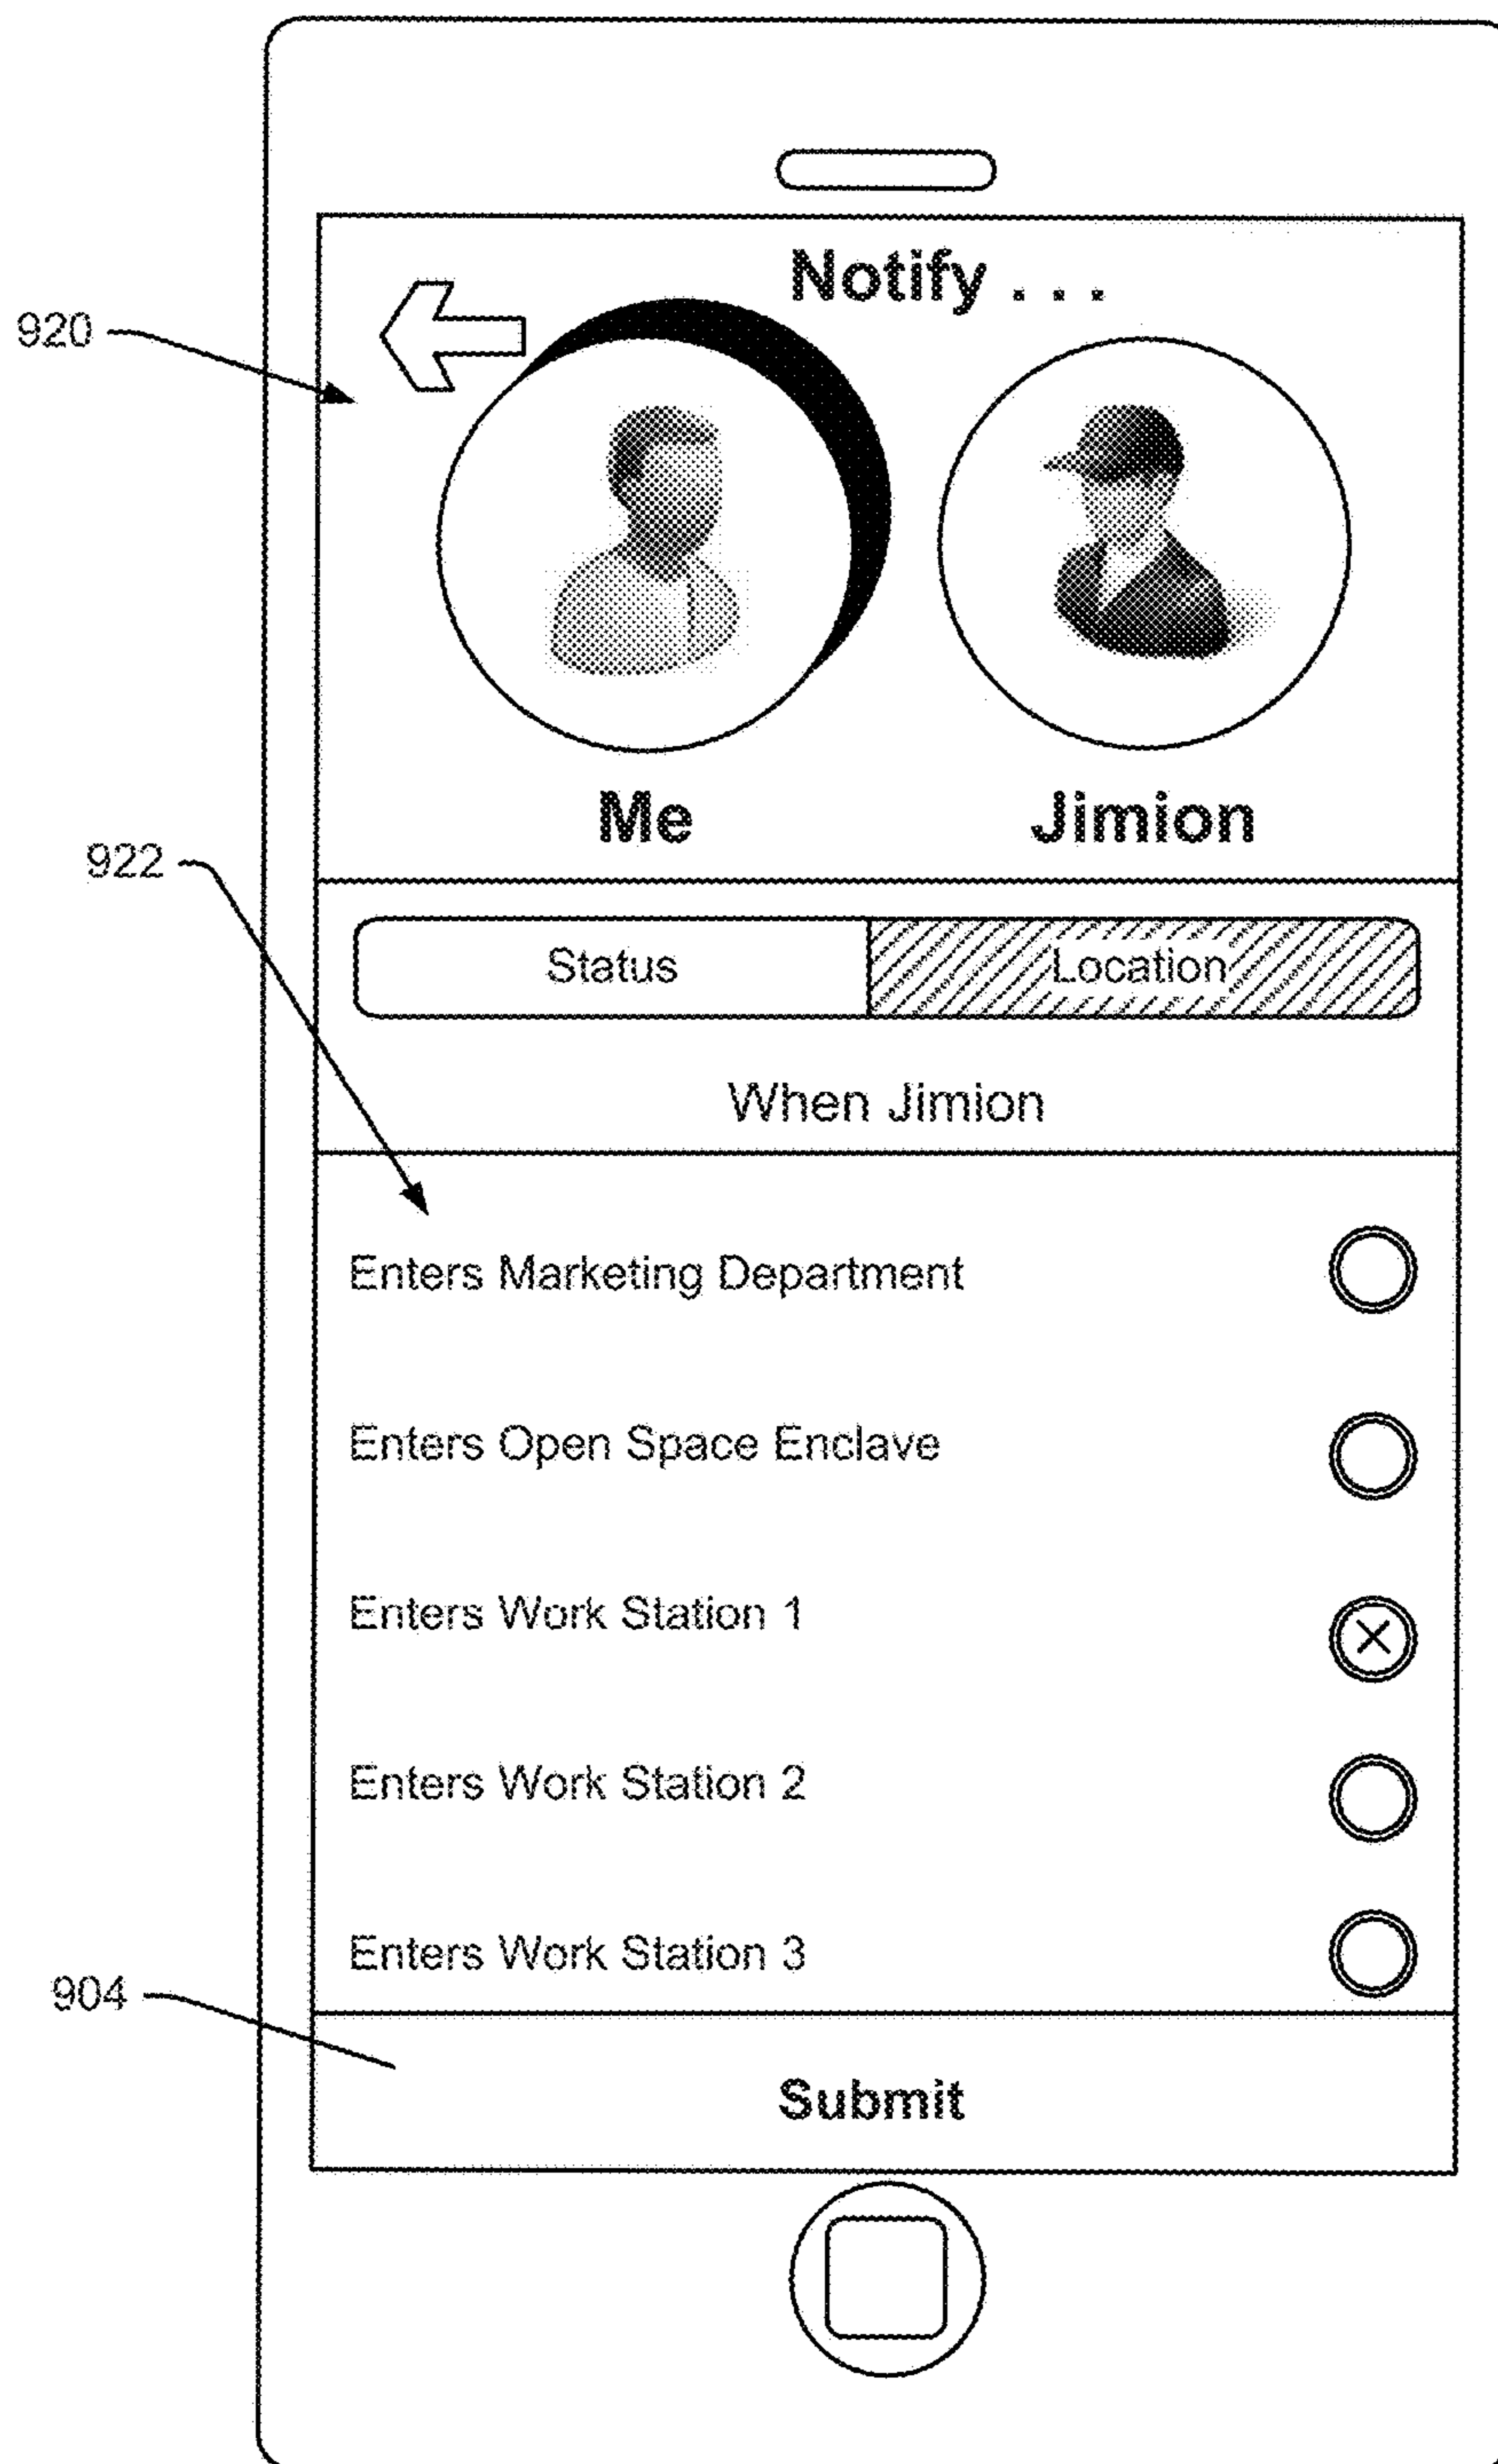 Notify . . .
920
Me Jimion
922
Status Location
When Jimion
Enters Marketing Department
Enters Open Space Enclave
Enters Work Station 1
Enters Work Station 2
Enters Work Station 3
904
Submit